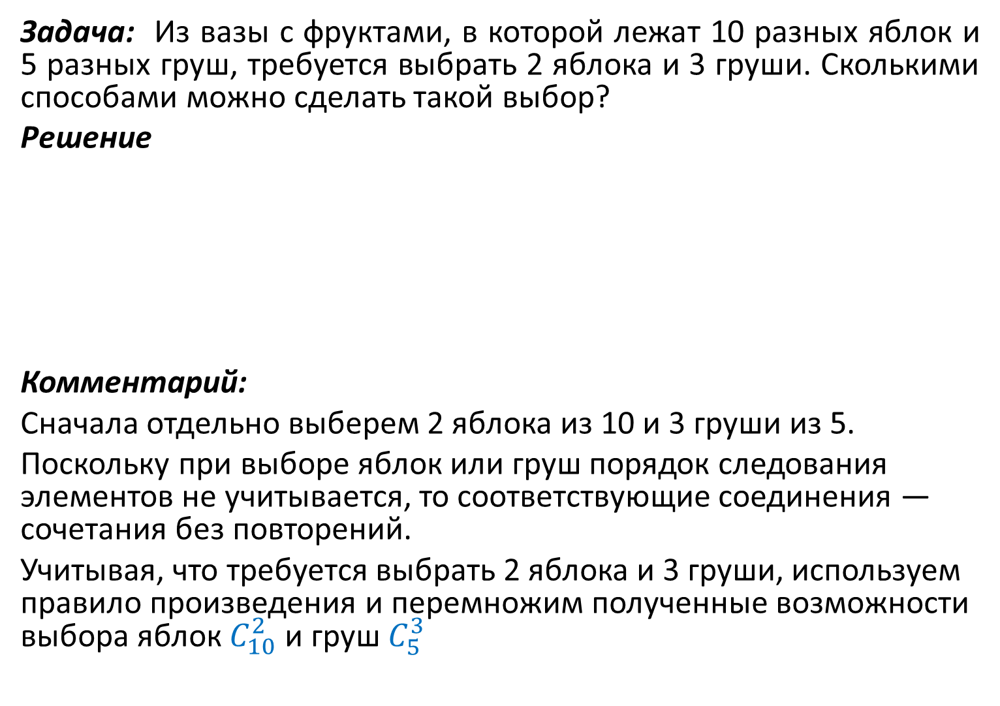 Задача: Из вазы с фруктами, в которой лежат 10 разных яблок и
5 разных груш, требуется выбрать 2 яблока и 3 груши. Сколькими
способами можно сделать такой выбор?
Решение
Комментарий:
Сначала отдельно выберем 2 яблока из 10 и 3 груши из 5.
Поскольку при выборе яблок или груш порядок следования
элементов не учитывается, то соответствующие соединения —
сочетания без повторений.
Учитывая, что требуется выбрать 2 яблока и 3 груши, используем
правило произведения и перемножим полученные возможности
выбора яблок $C_{10}^{2}$ и груш $C_{5}^{3}$